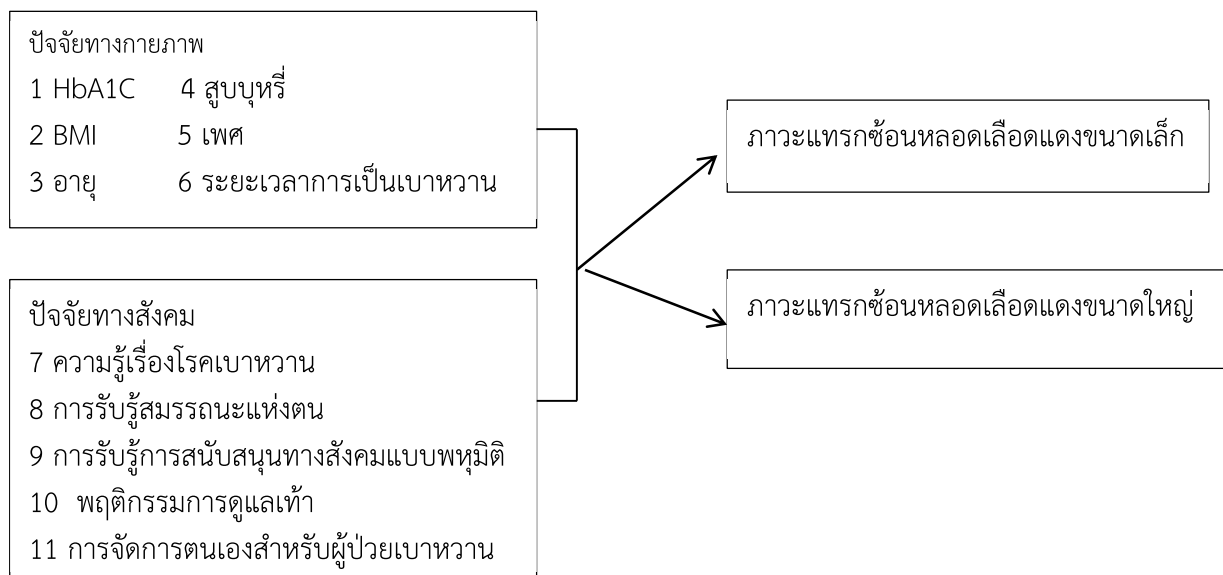 ปัจจัยทางกายภาพ
1 HbA1C 4 สูบบุหรี่
2 BMI 5 เพศ
3 อายุ 6 ระยะเวลาการเป็นเบาหวาน
ปัจจัยทางสังคม
7 ความรู้เรื่องโรคเบาหวาน
8 การรับรู้สมรรถนะแห่งตน
9 การรับรู้การสนับสนุนทางสังคมแบบพหุมิติ
10 พฤติกรรมการดูแลเท้า
11 การจัดการตนเองสำหรับผู้ป่วยเบาหวาน
ภาวะแทรกซ้อนหลอดเลือดแดงขนาดเล็ก
ภาวะแทรกซ้อนหลอดเลือดแดงขนาดใหญ่